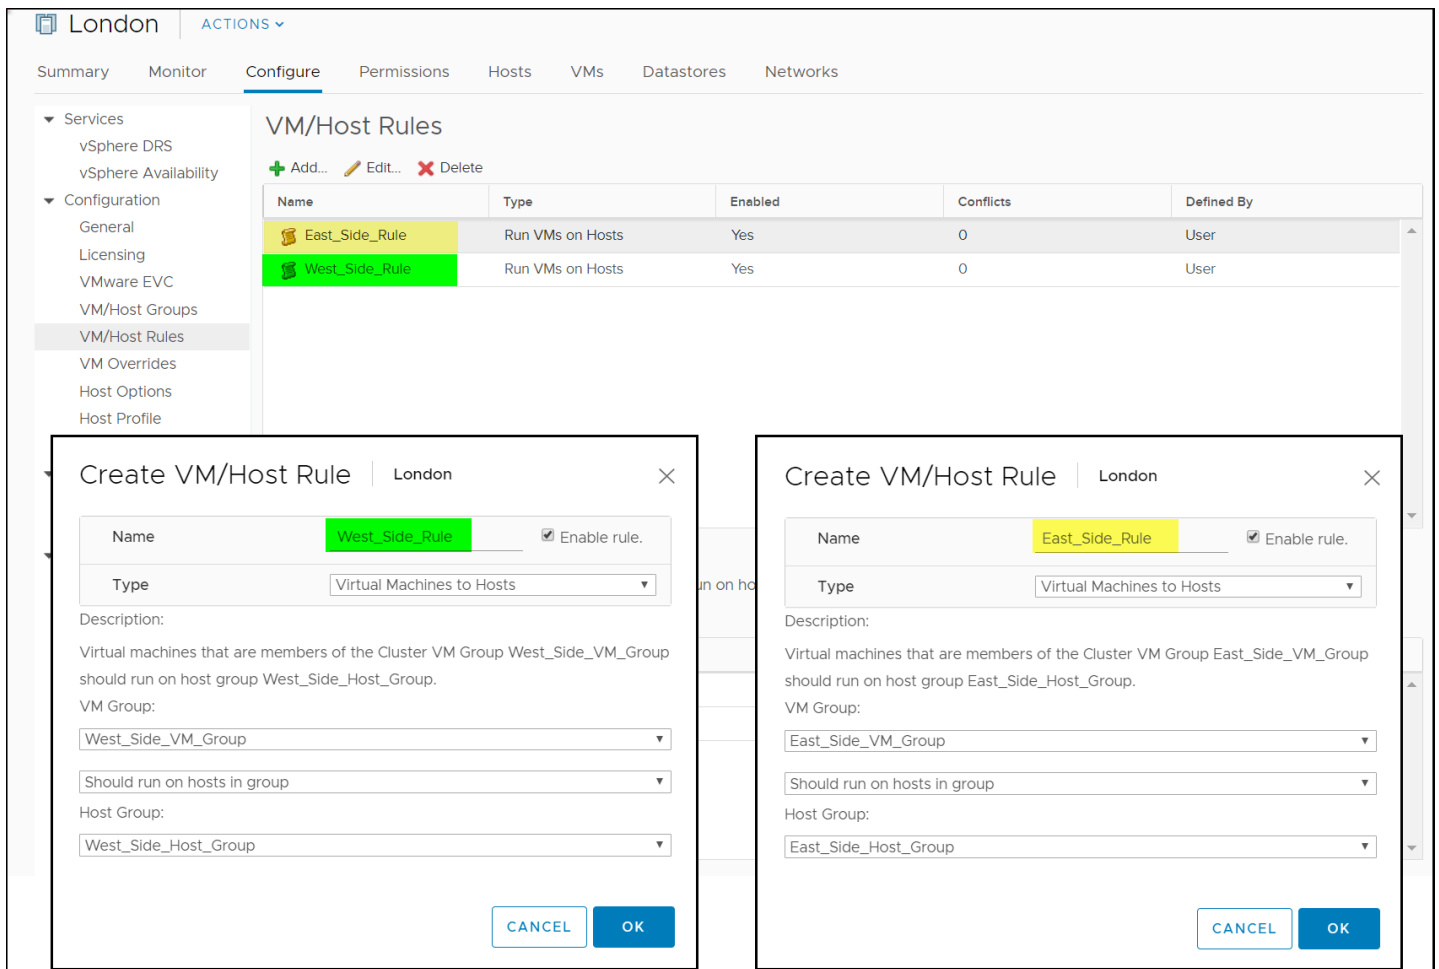 London ACTIONS
Summary Monitor Configure Permissions Hosts VMs Datastores Networks
Services
vSphere DRS
vSphere Availability
Configuration
General
Licensing
VMware EVC
VM/Host Groups
VM/Host Rules
VM Overrides
Host Options
Host Profile
VM/Host Rules
Add... Edit... Delete
Name Type Enabled Conflicts Defined By
East_Side_Rule Run VMs on Hosts Yes 0 User
West_Side_Rule Run VMs on Hosts Yes 0 User
Create VM/Host Rule London
Name West_Side_Rule Enable rule.
Type Virtual Machines to Hosts
Description:
Virtual machines that are members of the Cluster VM Group West_Side_VM_Group
should run on host group West_Side_Host_Group.
VM Group:
West_Side_VM_Group
Should run on hosts in group
Host Group:
West_Side_Host_Group
CANCEL OK
run on ho
Create VM/Host Rule London
Name East_Side_Rule Enable rule.
Type Virtual Machines to Hosts
Description:
Virtual machines that are members of the Cluster VM Group East_Side_VM_Group
should run on host group East_Side_Host_Group.
VM Group:
East_Side_VM_Group
Should run on hosts in group
Host Group:
East_Side_Host_Group
CANCEL OK